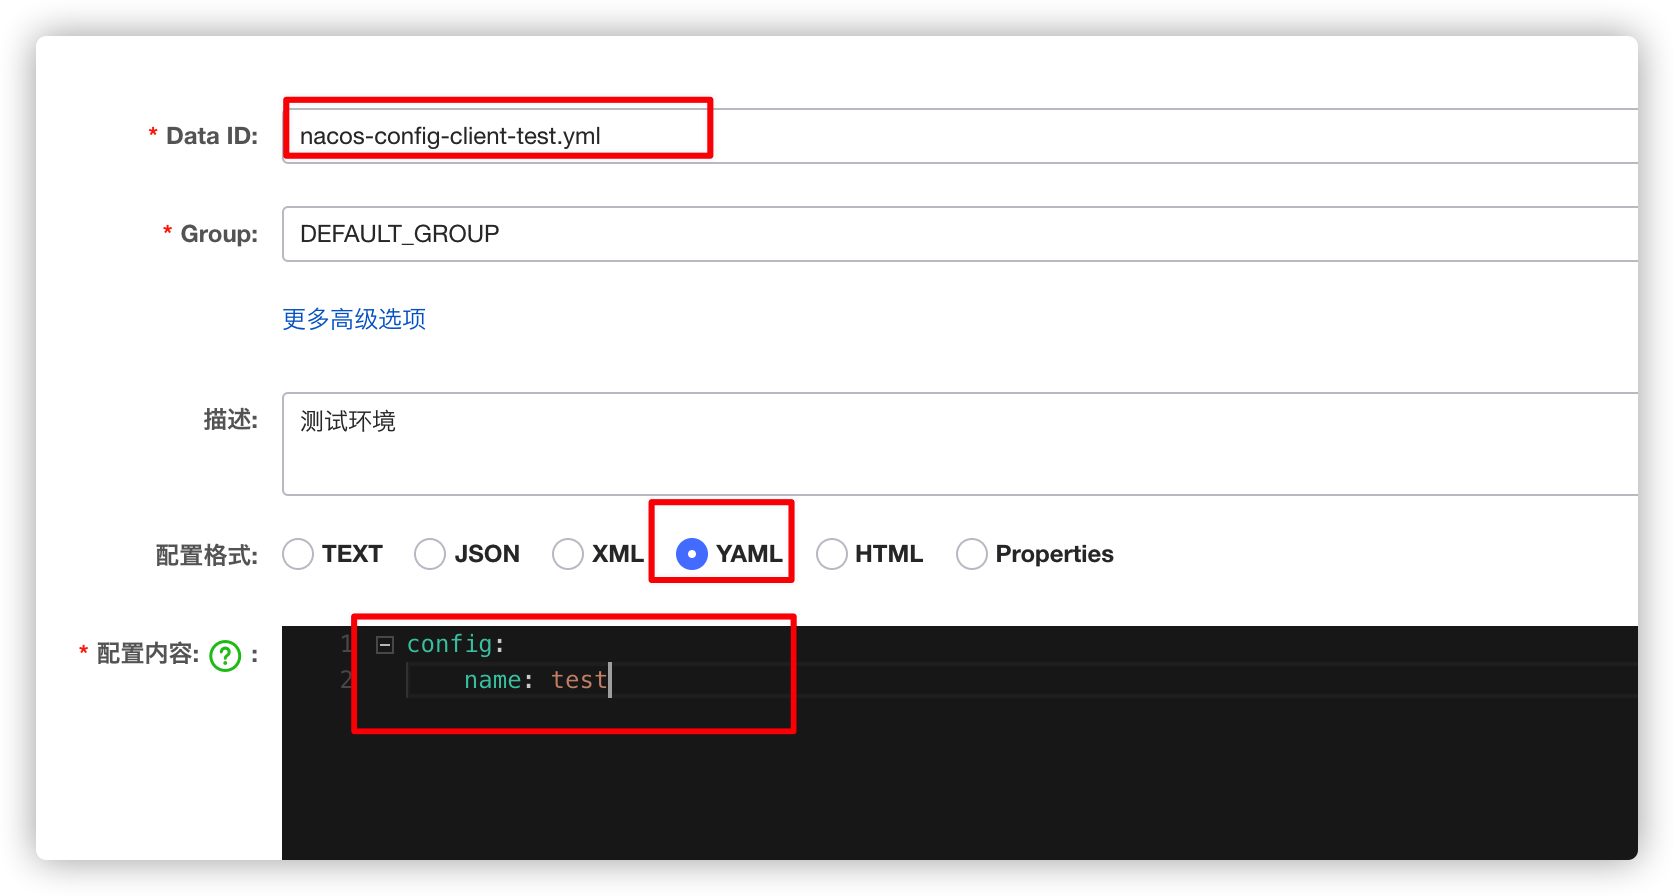 * Data ID: nacos-config-client-test.yml
* Group: DEFAULT_GROUP
更多高级选项
描述: 测试环境
配置格式: TEXT JSON XML YAML HTML Properties
* 配置内容: ? :
1 config:
2 name: test